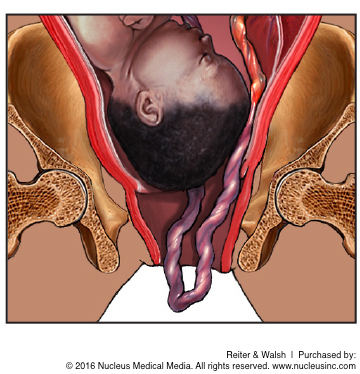 Reiter & Walsh | Purchased by:
© 2016 Nucleus Medical Media. All rights reserved. www.nucleusinc.com